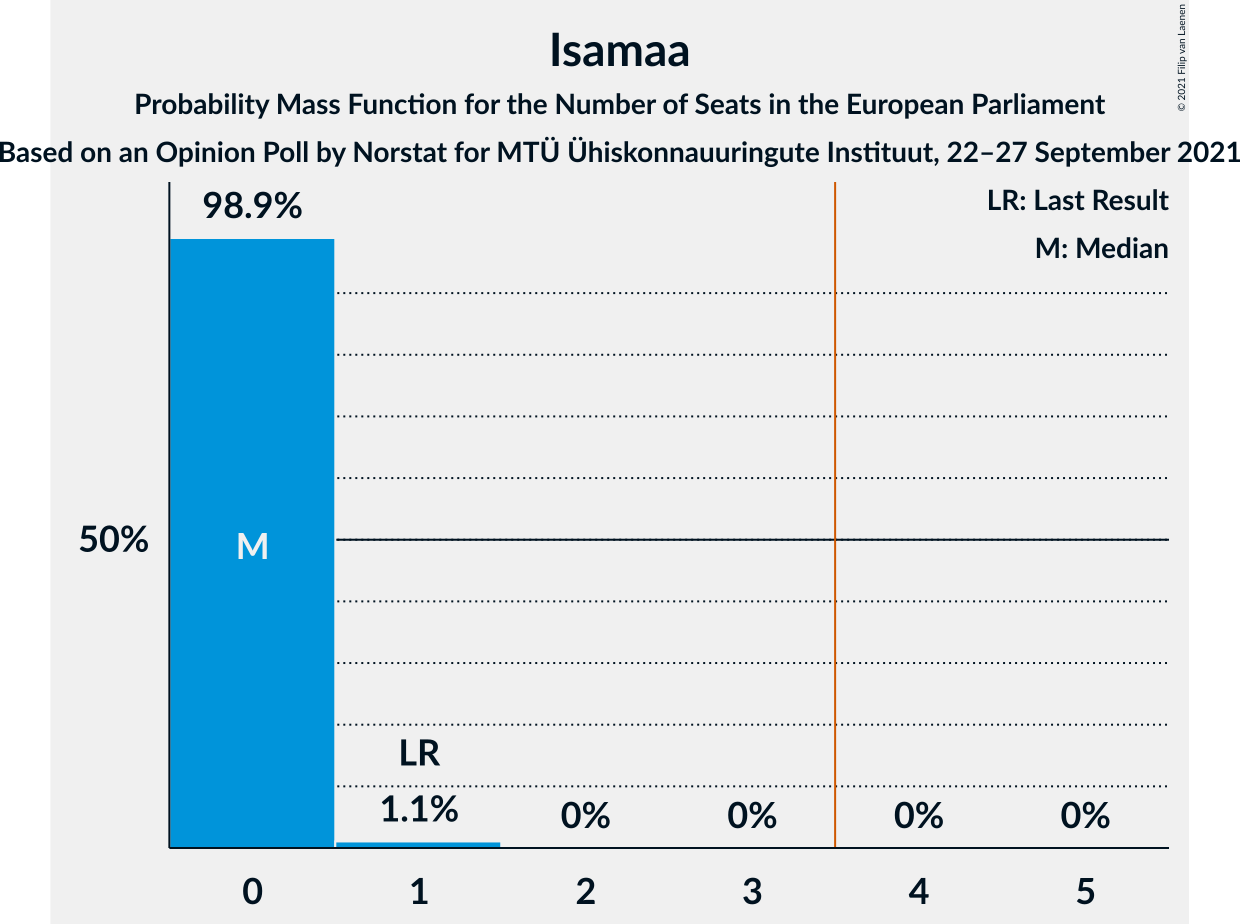 Isamaa
Probability Mass Function for the Number of Seats in the European Parliament
Based on an Opinion Poll by Norstat for MTÜ Ühiskonnauuringute Instituut, 22–27 September 2021
© 2021 Filip van Laenen
LR: Last Result
M: Median
98.9%
50%
M
LR
1.1%
0%
0%
0%
0%
0
1
2
3
4
5